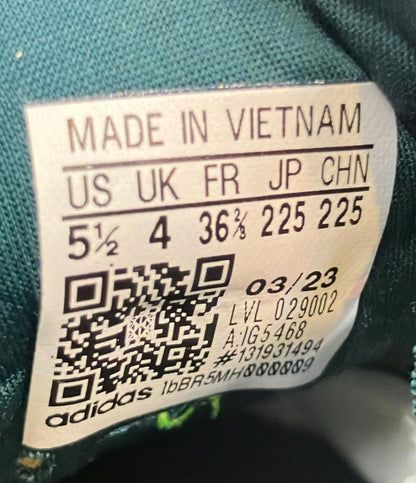 MADE IN VIETNAM
US UK FR JP CHN
5½ 4 36⅔ 225 225
03/23
LVL 029002
A:IG5468
#131931494
adidas 1bBR5MH000009